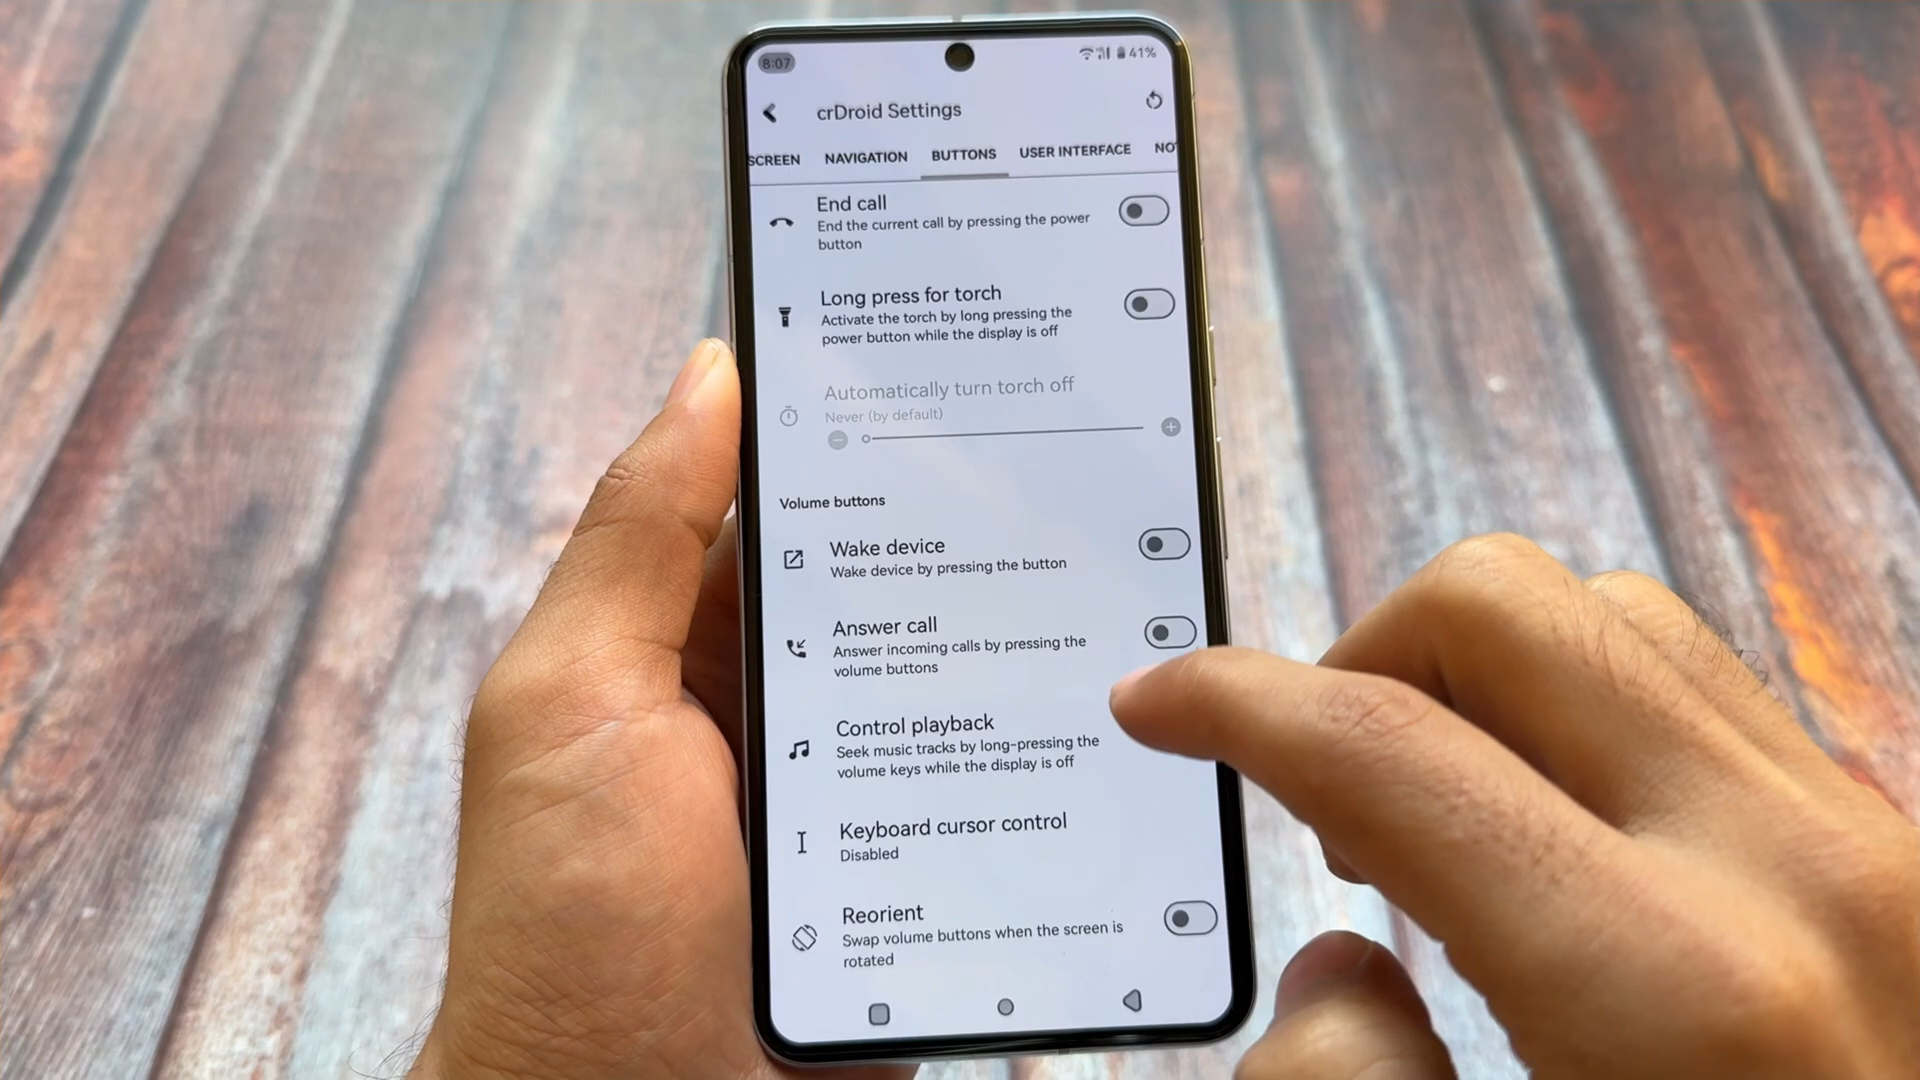 8:07
41%
crDroid Settings
SCREEN NAVIGATION BUTTONS USER INTERFACE NO
End call
End the current call by pressing the power
button
Long press for torch
Activate the torch by long pressing the
power button while the display is off
Automatically turn torch off
Never (by default)
Volume buttons
Wake device
Wake device by pressing the button
Answer call
Answer incoming calls by pressing the
volume buttons
Control playback
Seek music tracks by long-pressing the
volume keys while the display is off
Keyboard cursor control
Disabled
Reorient
Swap volume buttons when the screen is
rotated